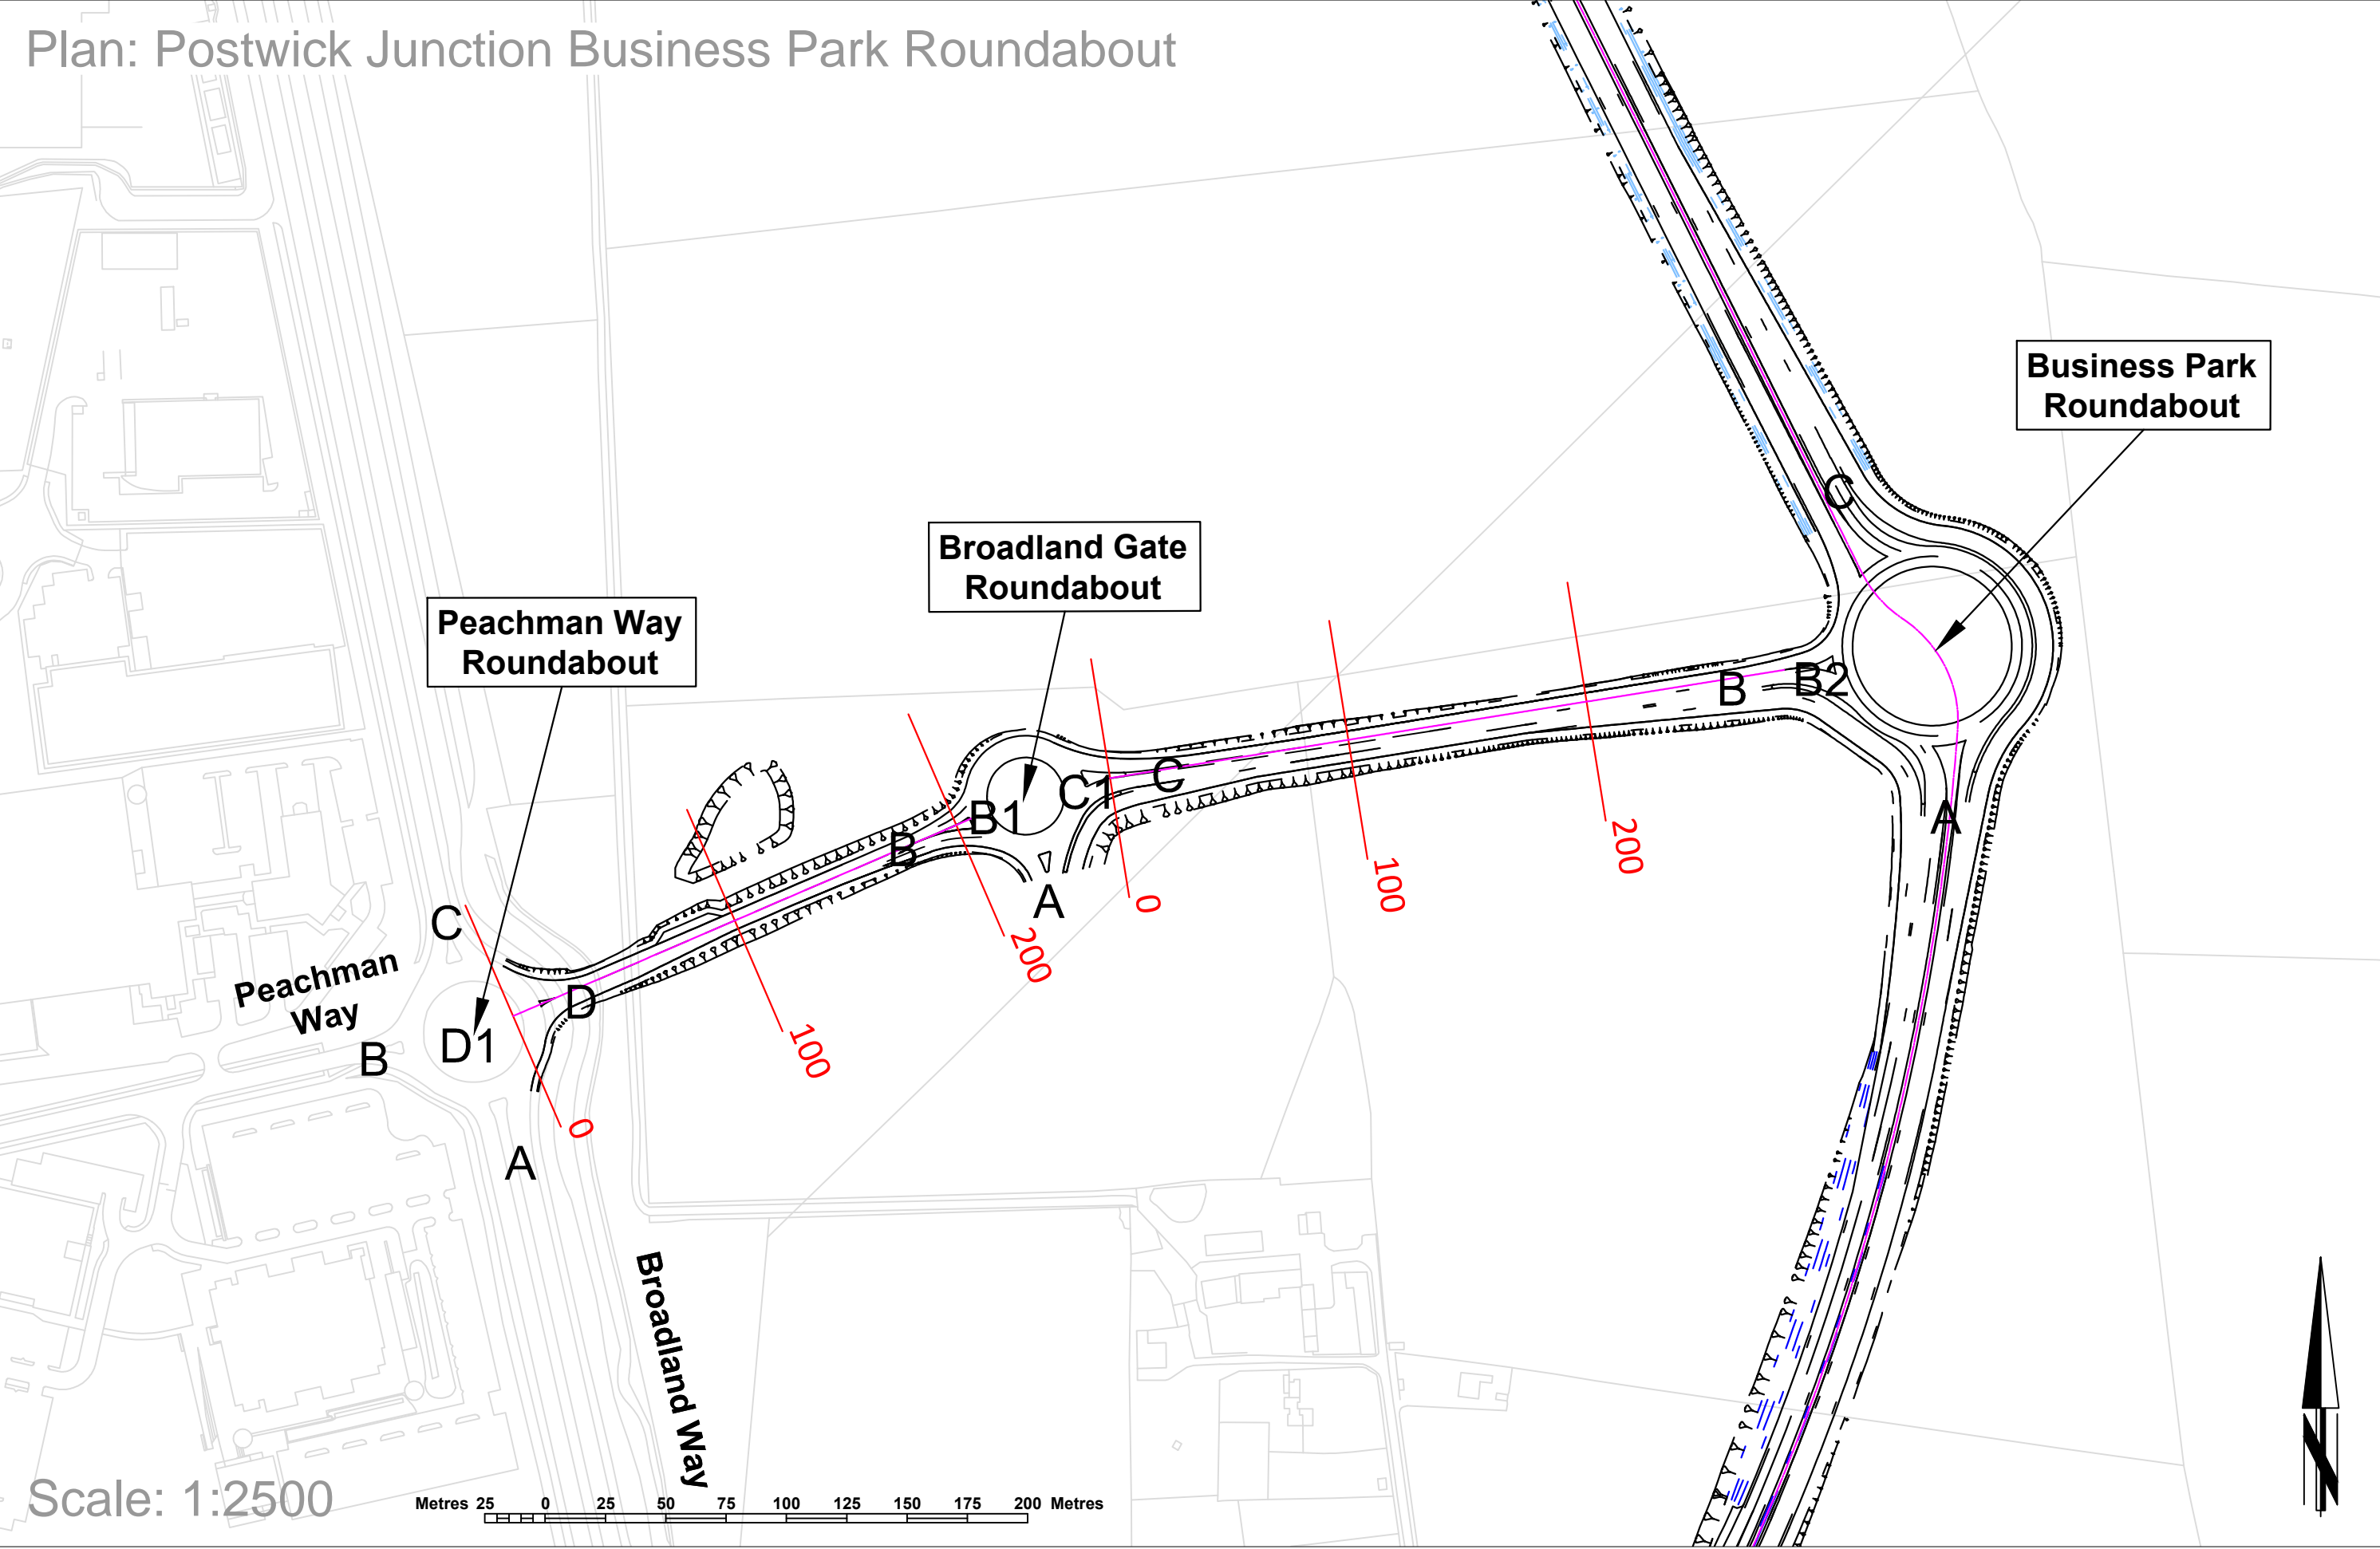 Plan: Postwick Junction Business Park Roundabout
Business Park
Roundabout
Broadland Gate
Roundabout
Peachman Way
Roundabout
C
B
B2
A
C
C1
B1
B
A
0
100
200
C
D
D1
B
A
0
100
200
Peachman
Way
Broadland Way
Scale: 1:2500
Metres 25 0 25 50 75 100 125 150 175 200 Metres
N